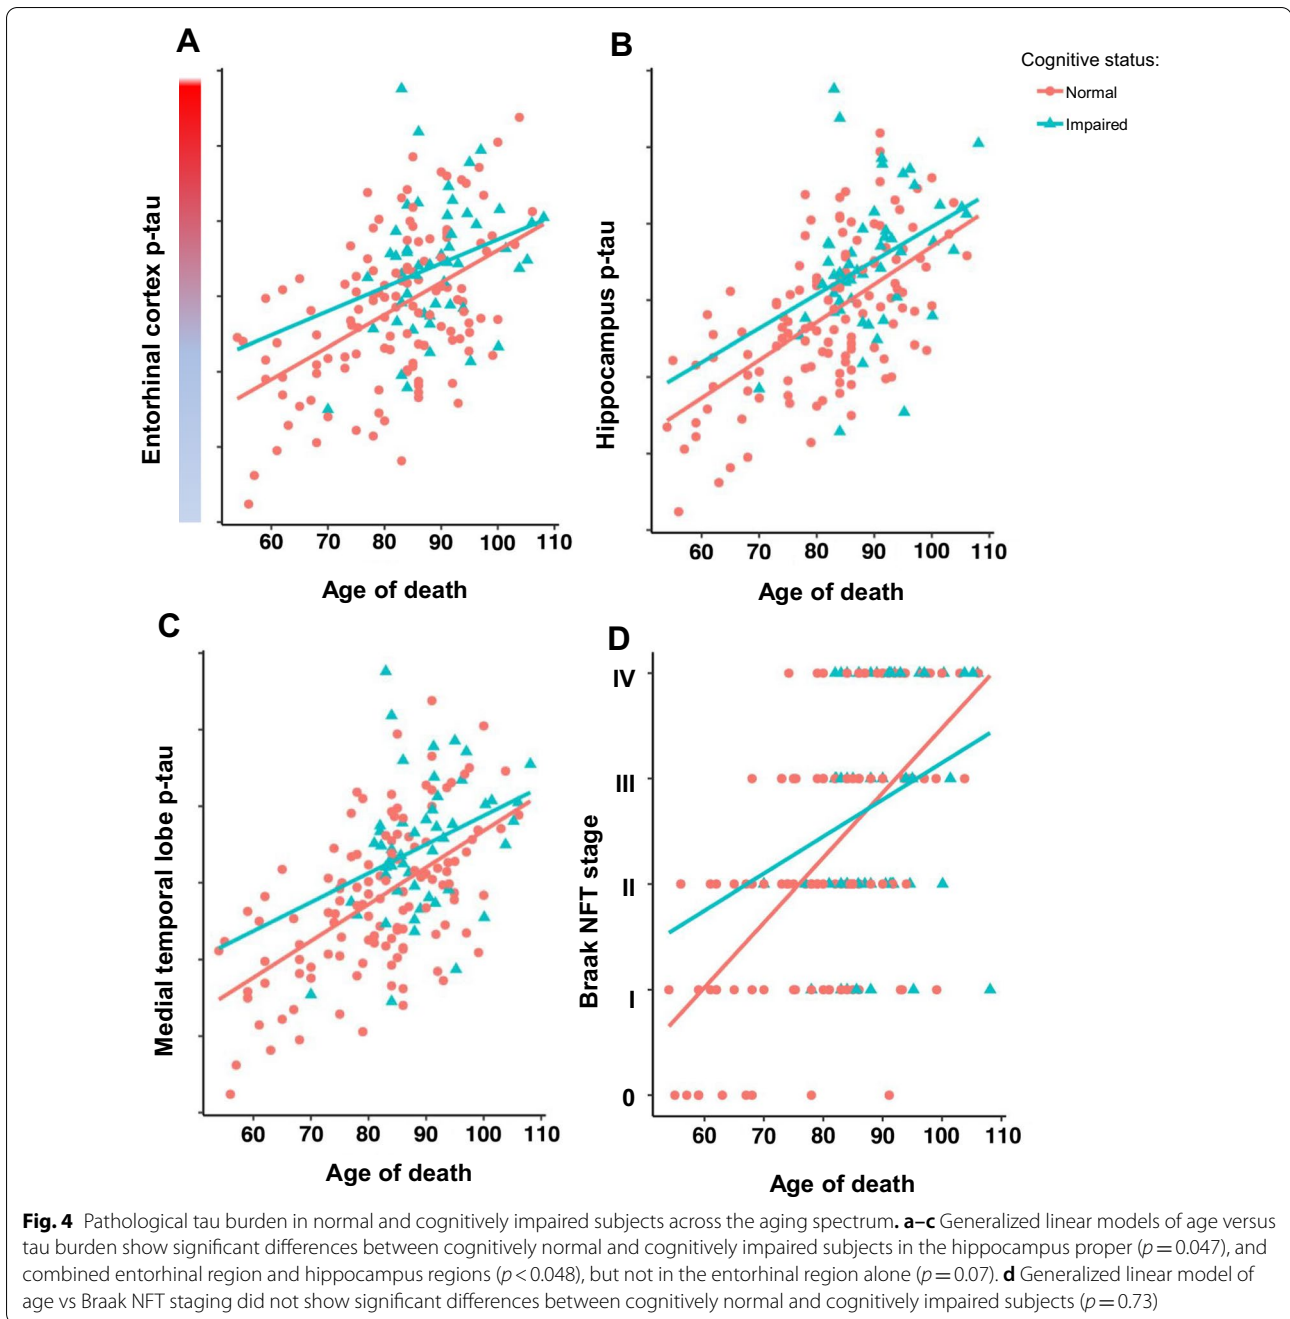 A
B
Cognitive status:
Normal
Impaired
Entorhinal cortex p-tau
60 70 80 90 100 110
Age of death
Hippocampus p-tau
60 70 80 90 100 110
Age of death
C
D
Medial temporal lobe p-tau
60 70 80 90 100 110
Age of death
Braak NFT stage
IV
III
II
I
0
60 70 80 90 100 110
Age of death
Fig. 4 Pathological tau burden in normal and cognitively impaired subjects across the aging spectrum. a–c Generalized linear models of age versus
tau burden show significant differences between cognitively normal and cognitively impaired subjects in the hippocampus proper (p = 0.047), and
combined entorhinal region and hippocampus regions (p < 0.048), but not in the entorhinal region alone (p = 0.07). d Generalized linear model of
age vs Braak NFT staging did not show significant differences between cognitively normal and cognitively impaired subjects (p = 0.73)